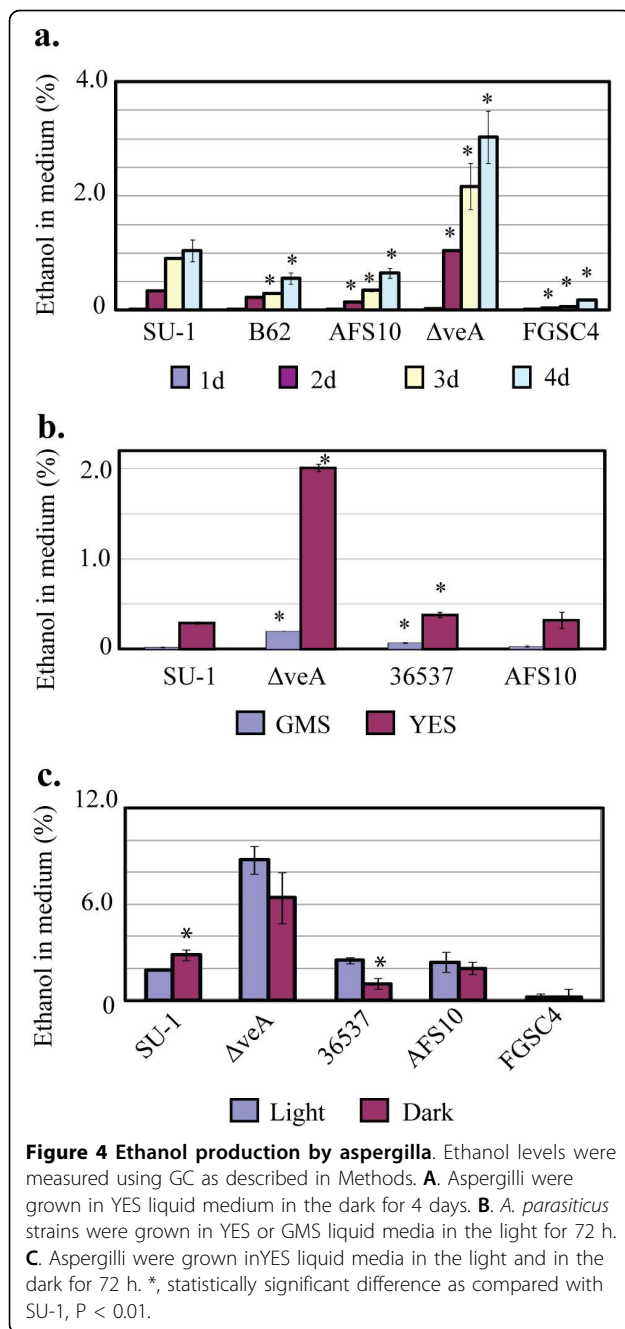 a.
4.0
2.0
0
Ethanol in medium (%)
* * * * * * * * * * *
SU-1 B62 AFS10 ΔveA FGSC4
1d 2d 3d 4d
b.
2.0
1.0
0
Ethanol in medium (%)
* * * *
SU-1 ΔveA 36537 AFS10
GMS YES
c.
12.0
6.0
0
Ethanol in medium (%)
* *
SU-1 ΔveA 36537 AFS10 FGSC4
Light Dark
Figure 4 Ethanol production by aspergilla. Ethanol levels were
measured using GC as described in Methods. A. Aspergilli were
grown in YES liquid medium in the dark for 4 days. B. A. parasiticus
strains were grown in YES or GMS liquid media in the light for 72 h.
C. Aspergilli were grown inYES liquid media in the light and in the
dark for 72 h. *, statistically significant difference as compared with
SU-1, P < 0.01.